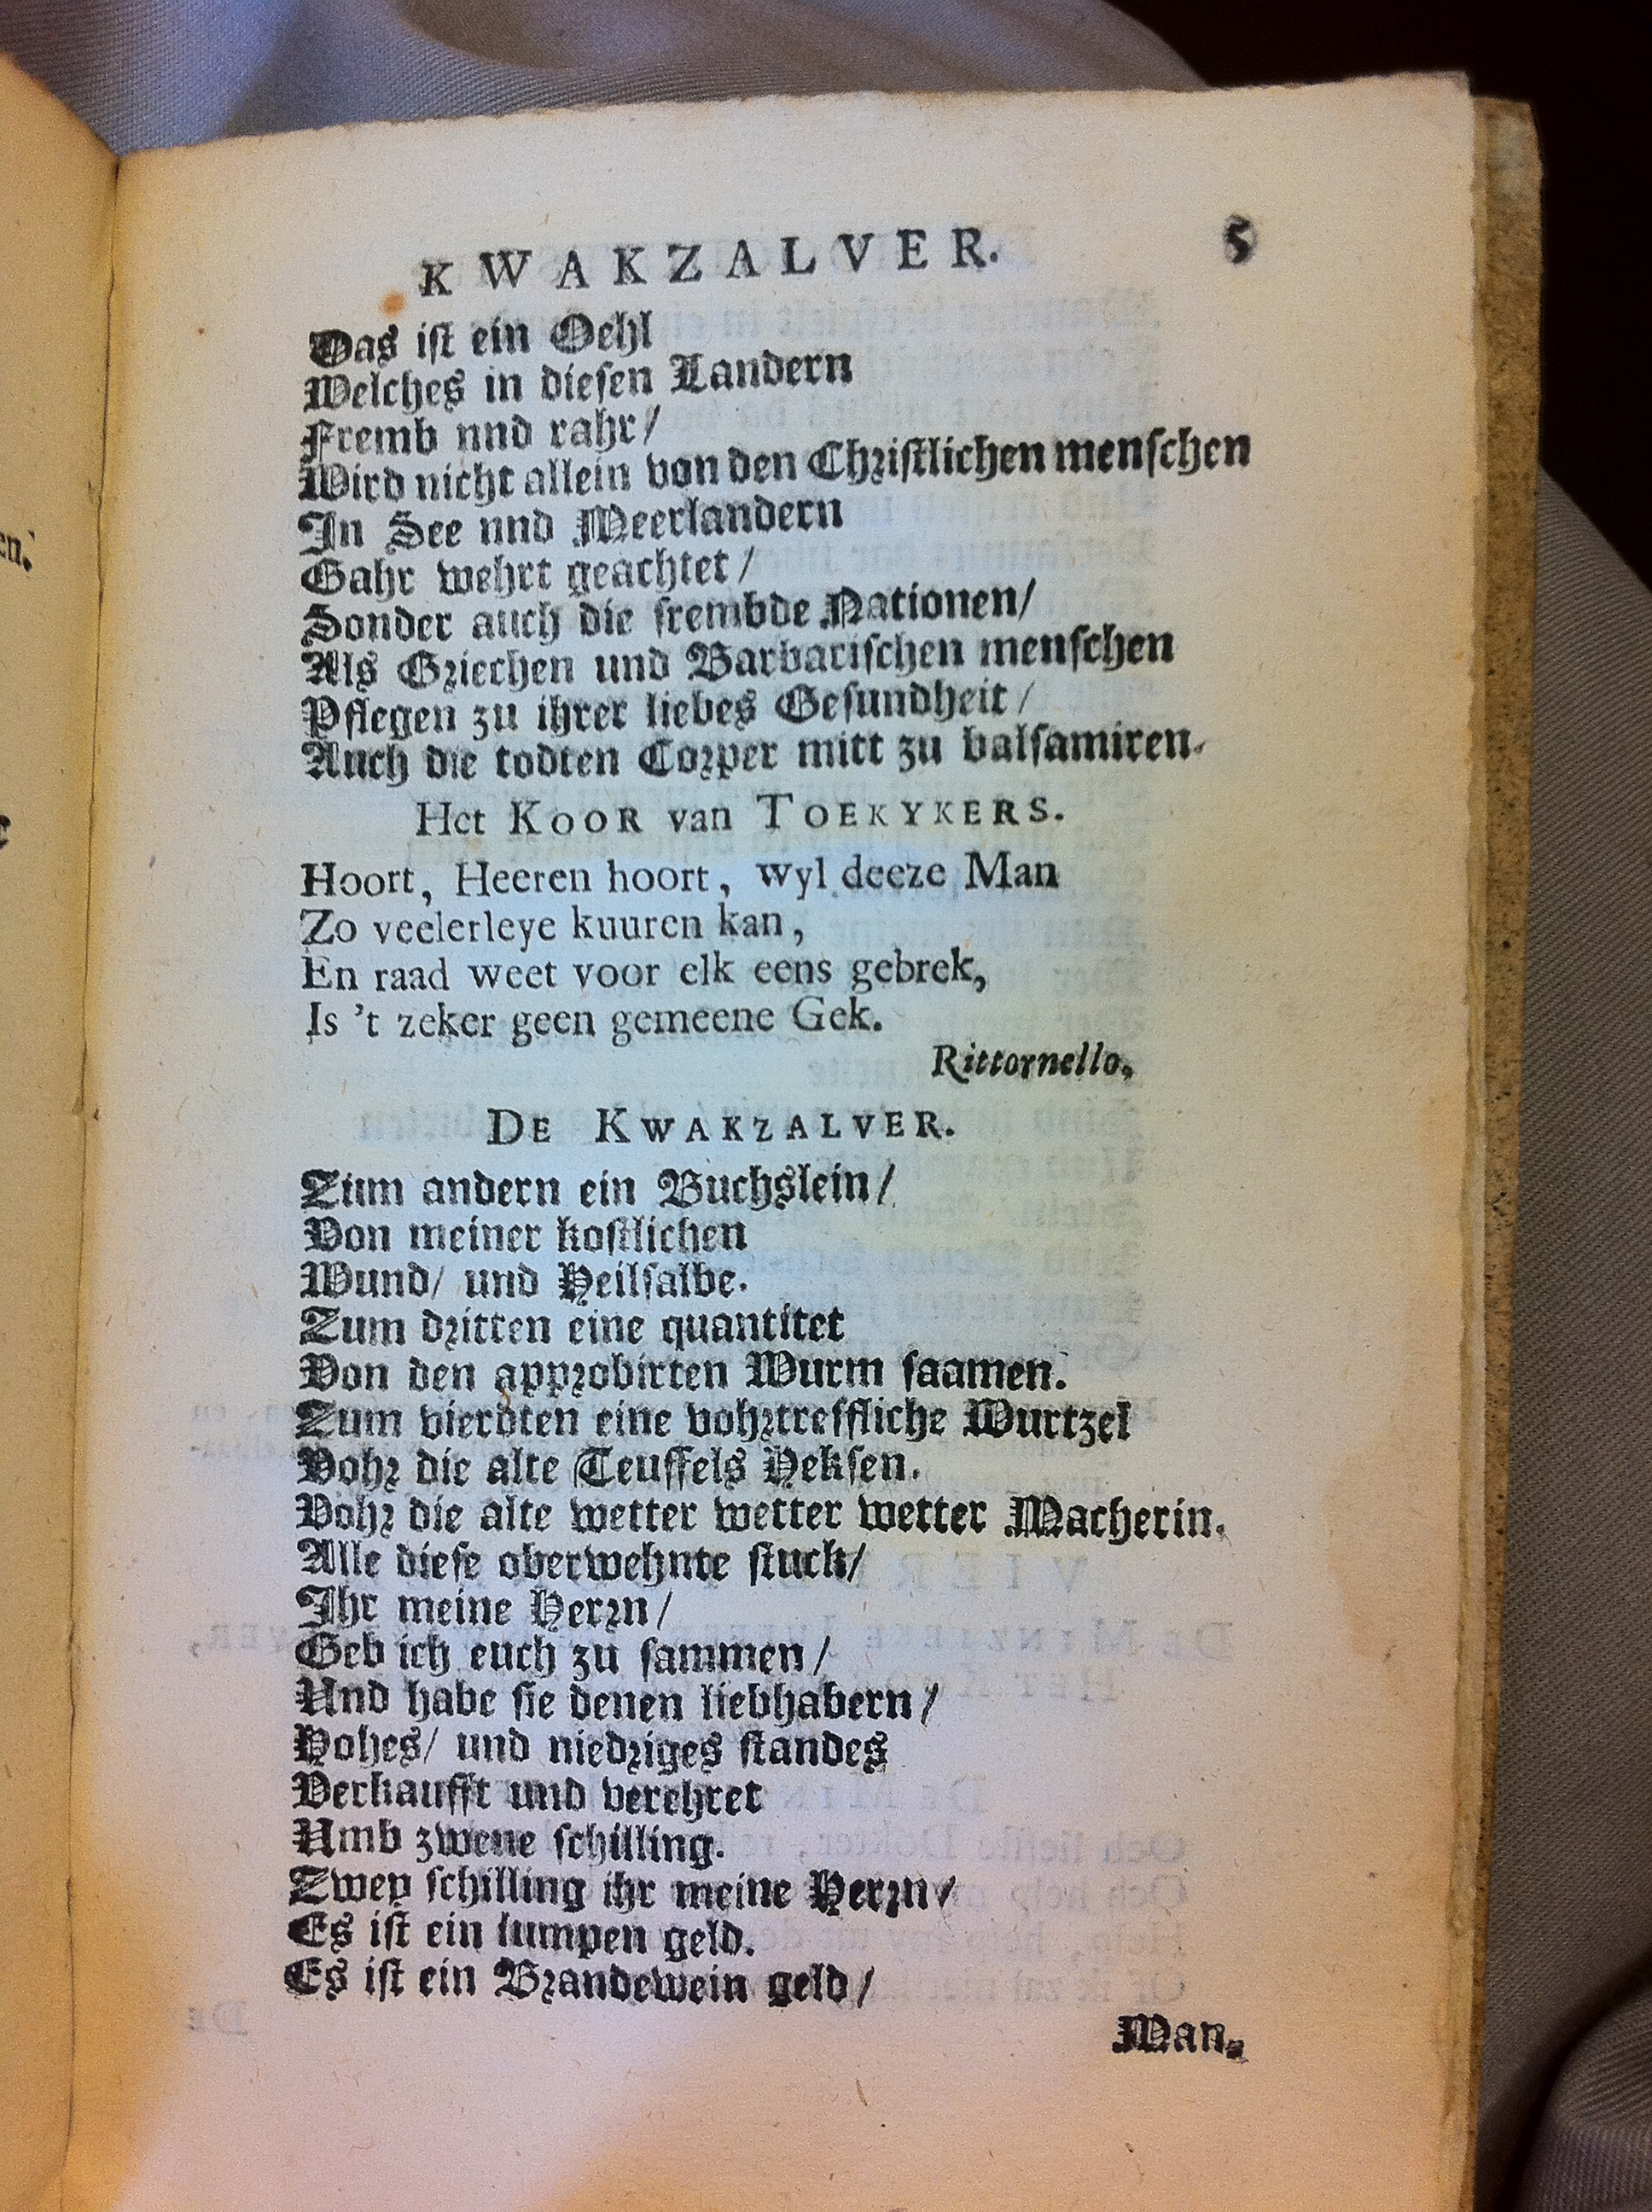 en.
KWAKZALVER. 5
Das ist ein Oehl
Welches in diesen Landern
Fremb nnd rahr/
Wird nicht allein von den Christlichen menschen
In See nnd Meerlandern
Gahr wehrt geachtet/
Sonder auch die frembde Nationen/
Als Griechen und Barbarischen menschen
Pflegen zu ihrer liebes Gesundheit/
Auch die todten Corper mitt zu balsamiren.
Het KOOR van TOEKYKERS.
Hoort, Heeren hoort, wyl deeze Man
Zo veelerleye kuuren kan,
En raad weet voor elk eens gebrek,
Is 't zeker geen gemeene Gek.
Rittornello.
DE KWAKZALVER.
Zum andern ein Buchslein/
Von meiner kostlichen
Wund/ und Heilsalbe.
Zum dritten eine quantitet
Von den approbirten Wurm saamen.
Zum vierdten eine vohrtreffliche Wurtzel
Vohr die alte Teuffels Heksen.
Vohr die alte wetter wetter wetter Macherin.
Alle diese oberwehnte stuck/
Ihr meine Herrn/
Geb ich euch zu sammen/
Und habe sie denen liebhabern/
Hohes/ und niedriges standes
Verkaufft und verehret
Umb zwene schilling.
Zwey schilling ihr meine Herrn/
Es ist ein lumpen geld.
Es ist ein Brandewein geld/
Man.